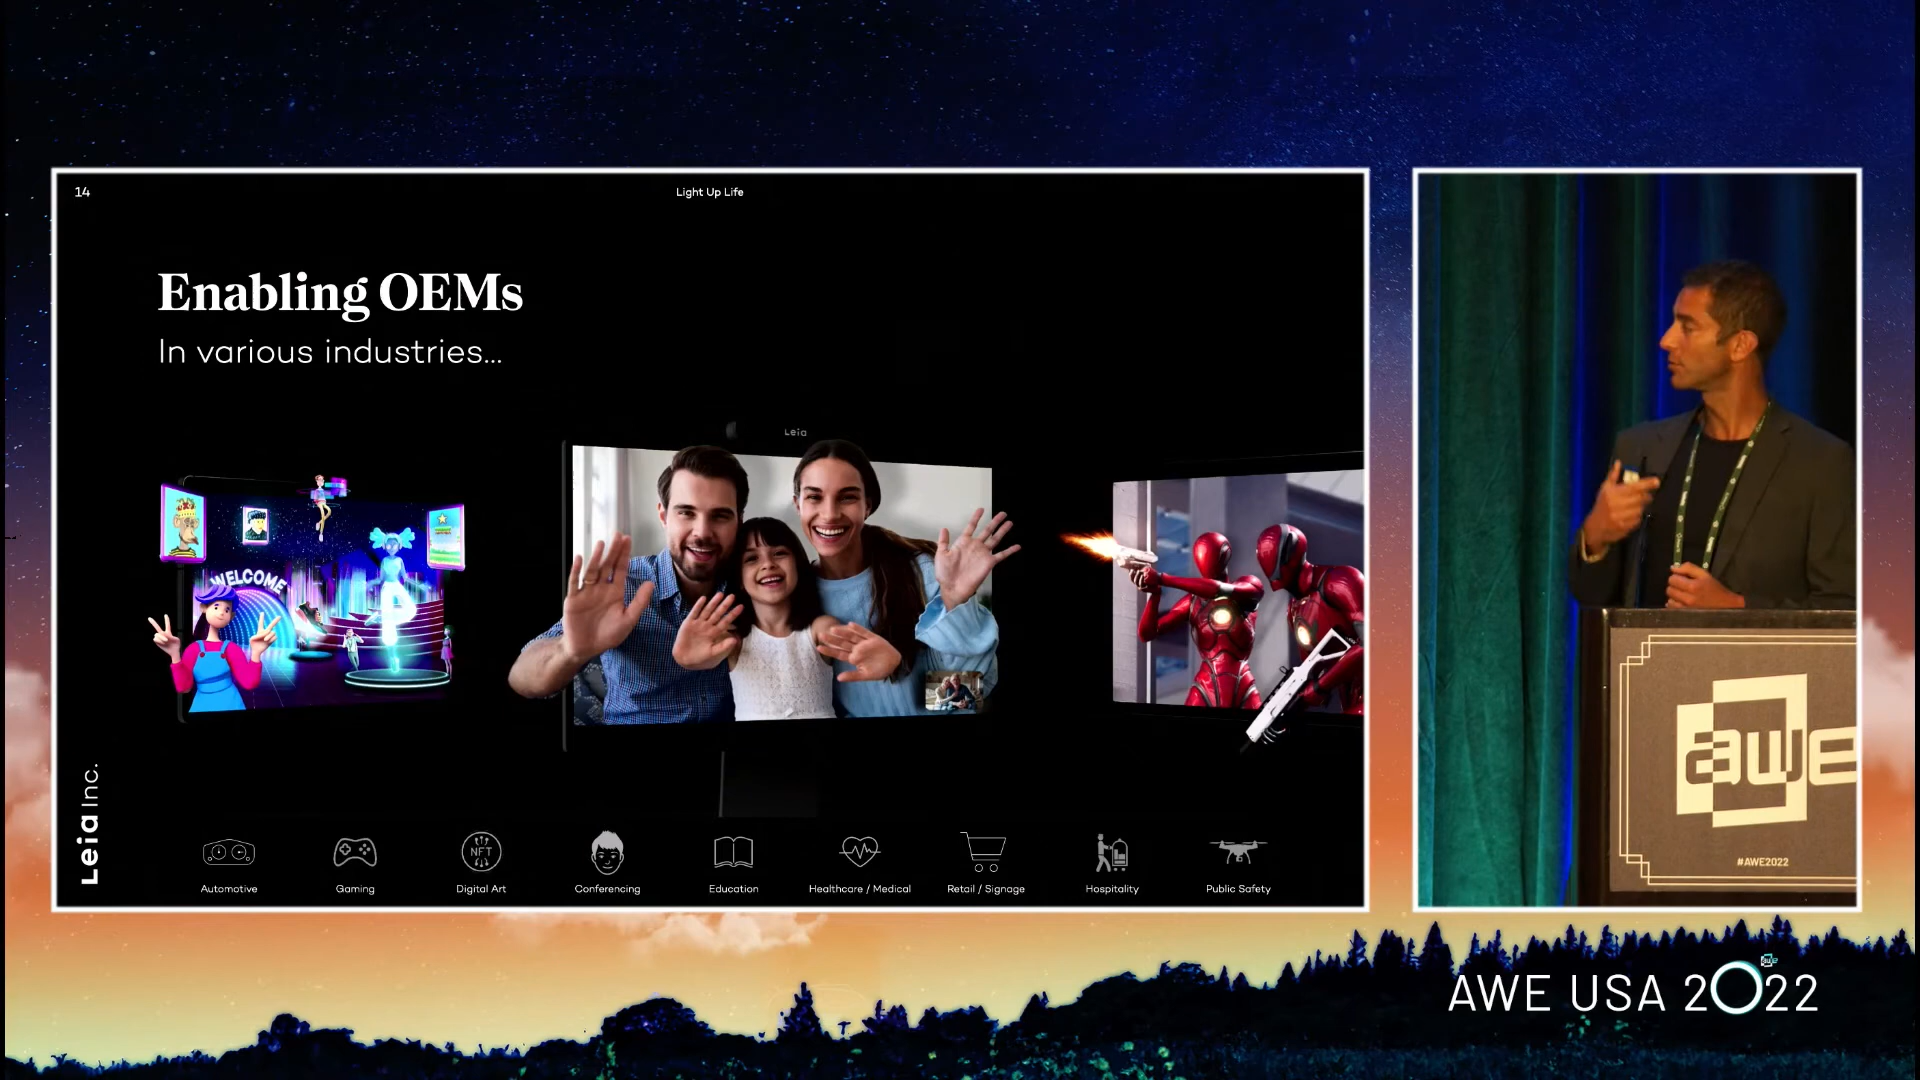 14
Light Up Life
Enabling OEMs
In various industries...
Leia
WELCOME
Leia Inc.
NFT
Automotive
Gaming
Digital Art
Conferencing
Education
Healthcare / Medical
Retail / Signage
Hospitality
Public Safety
awe
#AWE2022
awe
AWE USA 2022